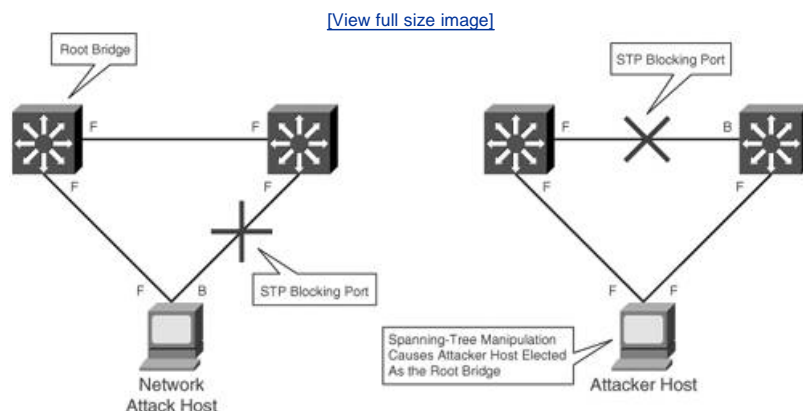 [View full size image]
Root Bridge
F
F
F
F
STP Blocking Port
F
B
Network
Attack Host
STP Blocking Port
F
B
F
F
Spanning-Tree Manipulation
Causes Attacker Host Elected
As the Root Bridge
F
F
Attacker Host